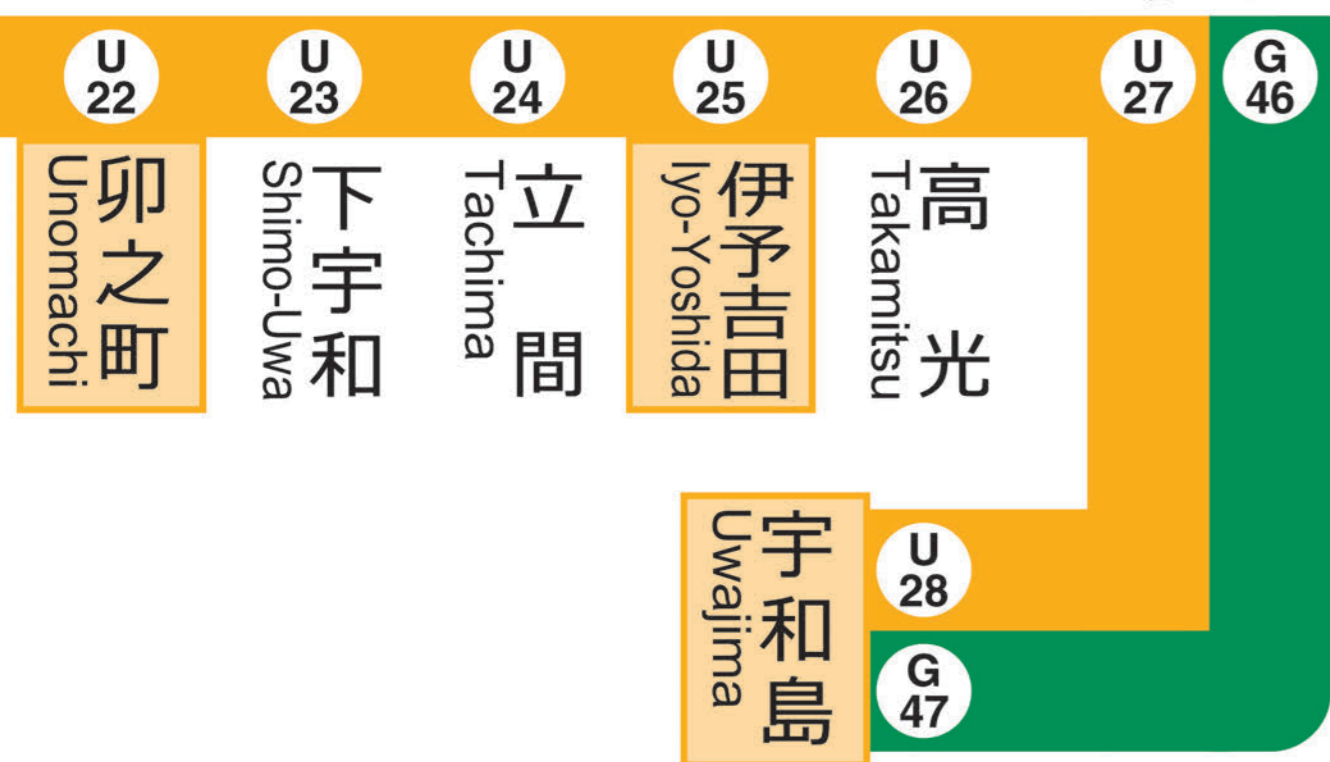 U
22
U
23
U
24
U
25
U
26
U
27
G
46
卯之町
Unomachi
下宇和
Shimo-Uwa
立間
Tachima
伊予吉田
Iyo-Yoshida
高光
Takamitsu
宇和島
Uwajima
U
28
G
47